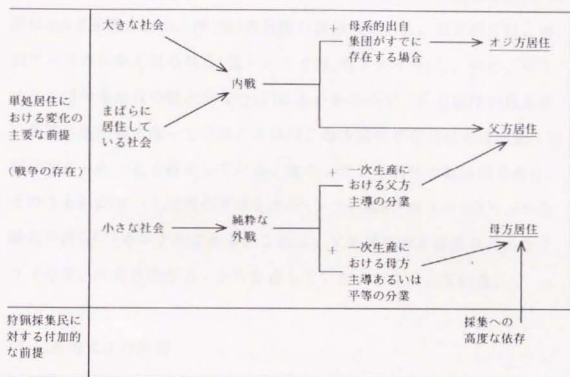 単処居住に
おける変化の
主要な前提
(戦争の存在)
大きな社会
まばらに
居住して
いる社会
内戦
+ 母系的出自
集団がすでに
存在する場合
オジ方居住
父方居住
小さな社会
純粋な
外戦
+ 一次生産に
おける父方
主導の分業
+ 一次生産に
おける母方
主導あるいは
平等の分業
母方居住
狩猟採集民に
対する付加的
な前提
採集への
高度な依存